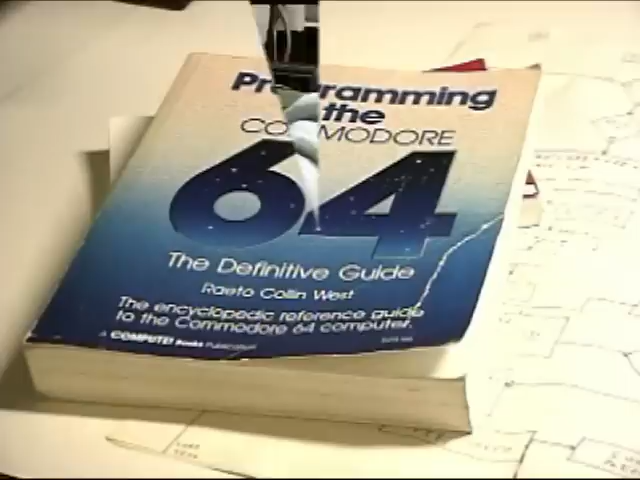 Programming
the
COMMODORE
64
The Definitive Guide
Raeto Collin West
The encyclopedic reference guide
to the Commodore 64 computer.
A COMPUTE! Books Publication